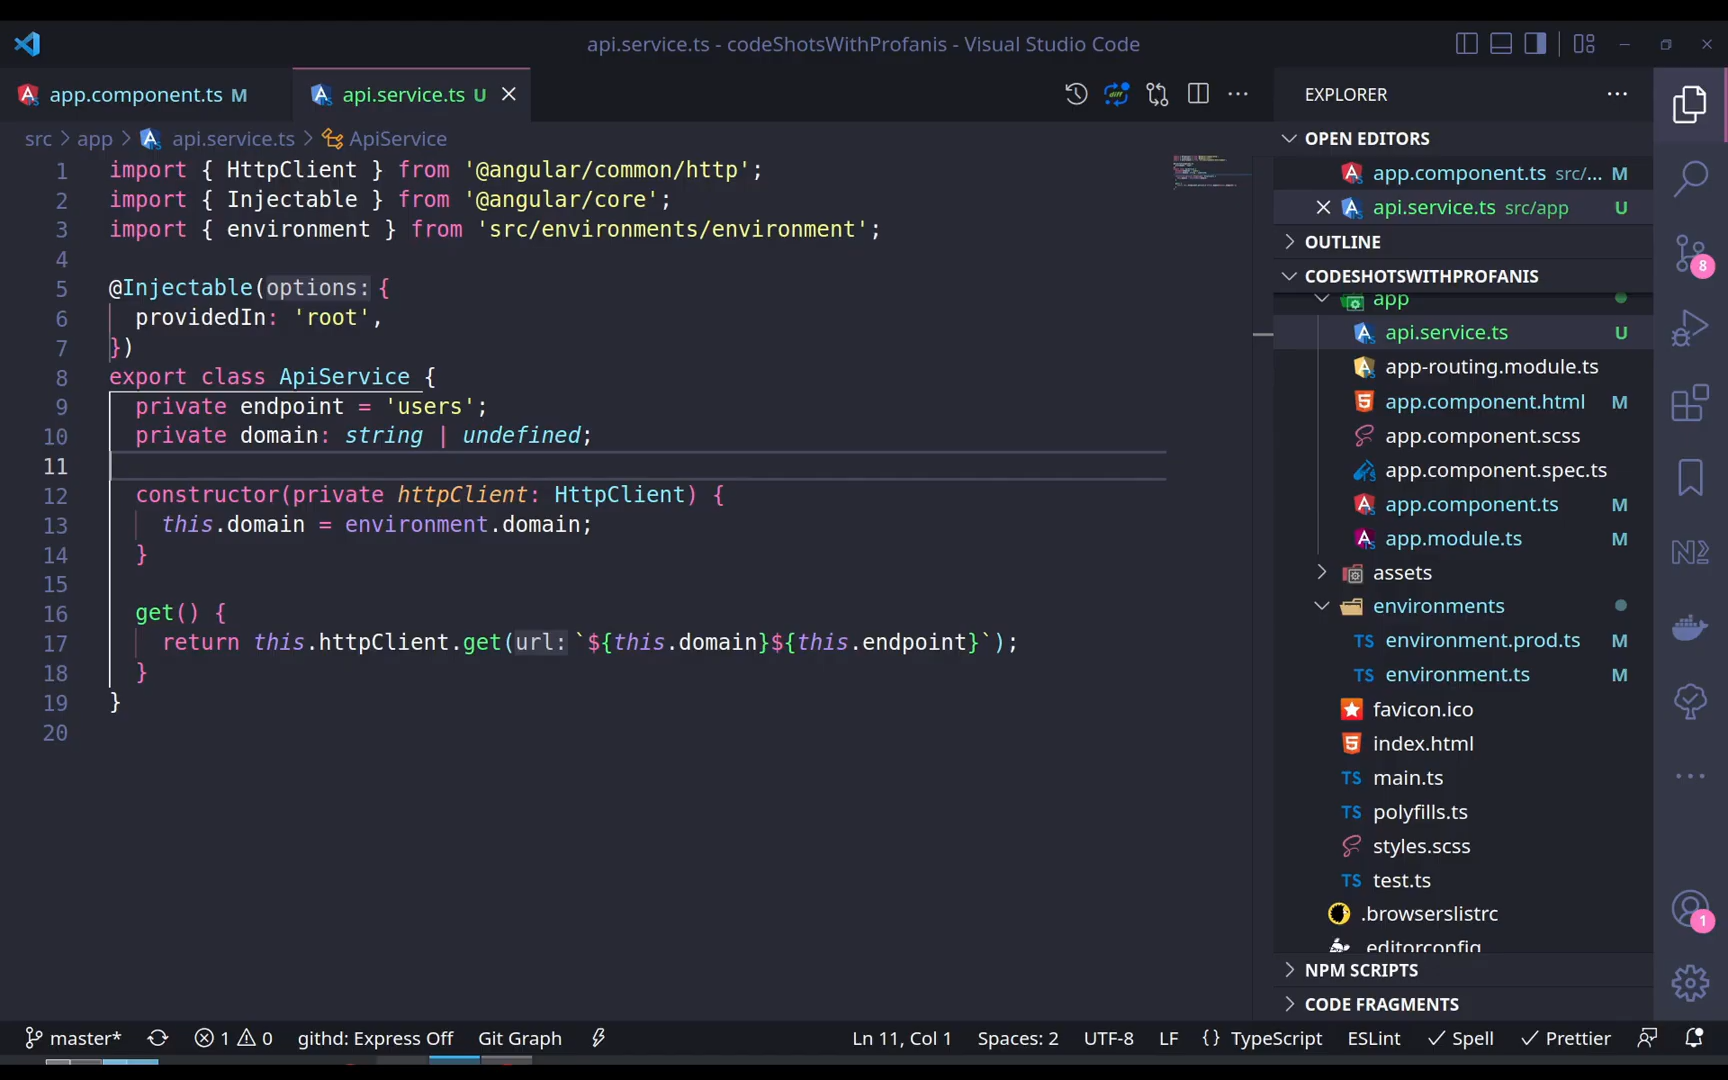 api.service.ts - codeShotsWithProfanis - Visual Studio Code
app.component.ts M
api.service.ts U
EXPLORER
src > app > api.service.ts > ApiService
1 import { HttpClient } from '@angular/common/http';
2 import { Injectable } from '@angular/core';
3 import { environment } from 'src/environments/environment';
4
5 @Injectable(options:{
6 providedIn: 'root',
7 })
8 export class ApiService {
9 private endpoint = 'users';
10 private domain: string | undefined;
11
12 constructor(private httpClient: HttpClient) {
13 this.domain = environment.domain;
14 }
15
16 get() {
17 return this.httpClient.get(url:`${this.domain}${this.endpoint}`);
18 }
19 }
20
OPEN EDITORS
app.component.ts src/... M
api.service.ts src/app U
OUTLINE
CODESHOTSWITHPROFANIS
app
api.service.ts U
app-routing.module.ts
app.component.html M
app.component.scss
app.component.spec.ts
app.component.ts M
app.module.ts M
assets
environments
environment.prod.ts M
environment.ts M
favicon.ico
index.html
main.ts
polyfills.ts
styles.scss
test.ts
.browserslistrc
.editorconfig
NPM SCRIPTS
CODE FRAGMENTS
8
1
master* 1 0 githd: Express Off Git Graph Ln 11, Col 1 Spaces: 2 UTF-8 LF {} TypeScript ESLint Spell Prettier